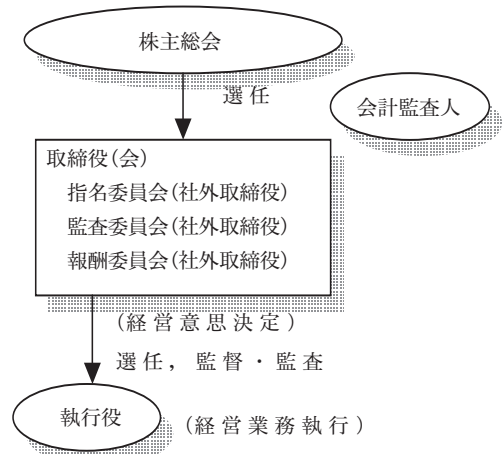 株主総会
選任
会計監査人
取締役(会)
指名委員会(社外取締役)
監査委員会(社外取締役)
報酬委員会(社外取締役)
(経営意思決定)
選任，監督・監査
執行役
(経営業務執行)